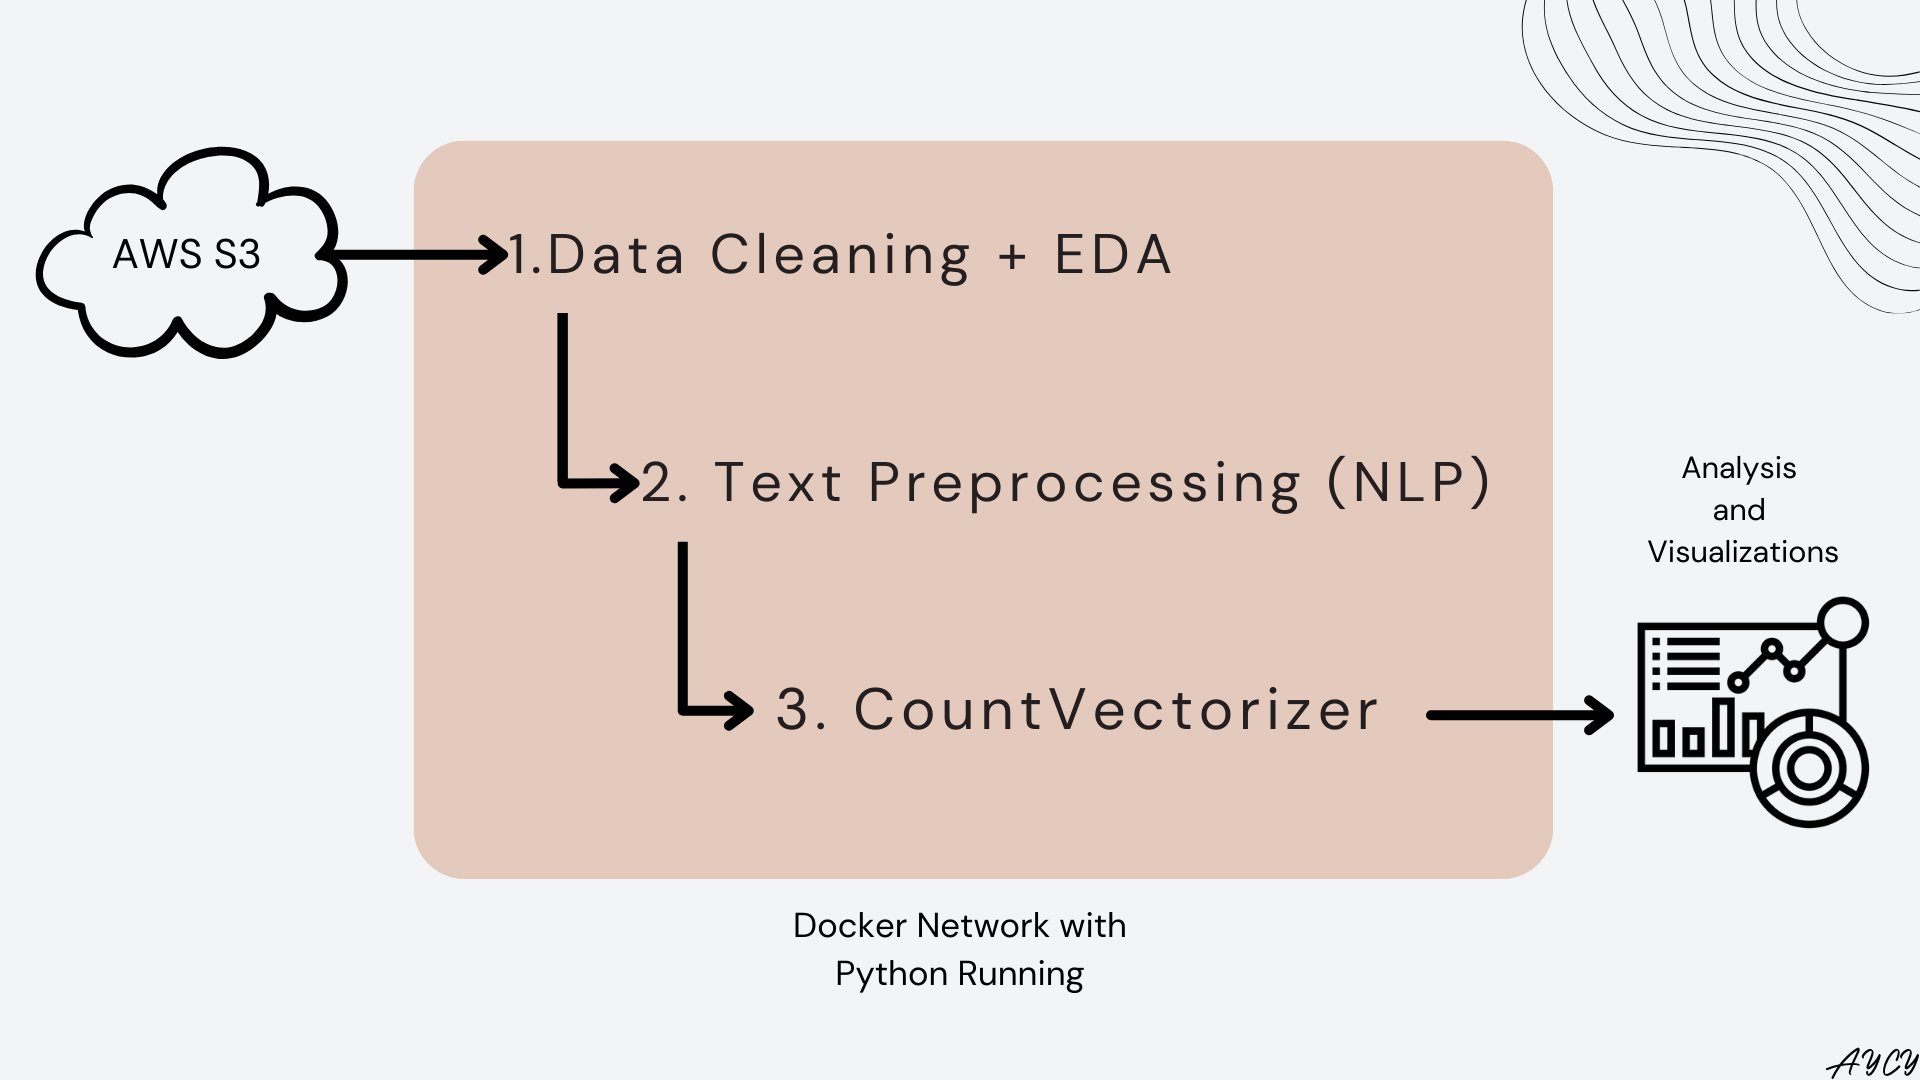 AWS S3
1.Data Cleaning + EDA
2. Text Preprocessing (NLP)
3. CountVectorizer
Analysis
and
Visualizations
Docker Network with
Python Running
AYCY